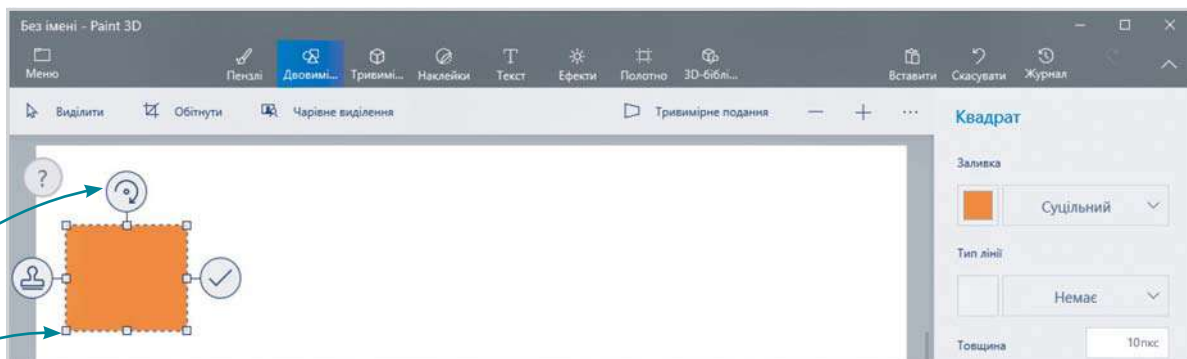 Без імені - Paint 3D
Меню
Пензлі
Двовимі...
Тривимі...
Наклейки
Текст
Ефекти
Полотно
3D-біблі...
Вставити
Скасувати
Журнал
Виділити
Обітнути
Чарівне виділення
Тривимірне подання
Квадрат
?
Заливка
Суцільний
Тип лінії
Немає
Товщина
10пкс